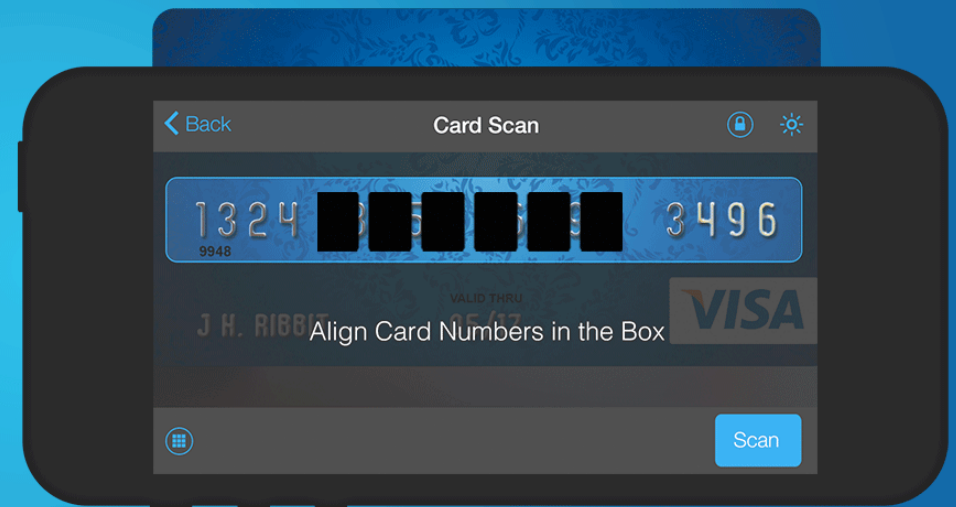 Back
Card Scan
1324
3496
9948
VALID THRU
J H. RIBBIT
VISA
Align Card Numbers in the Box
Scan